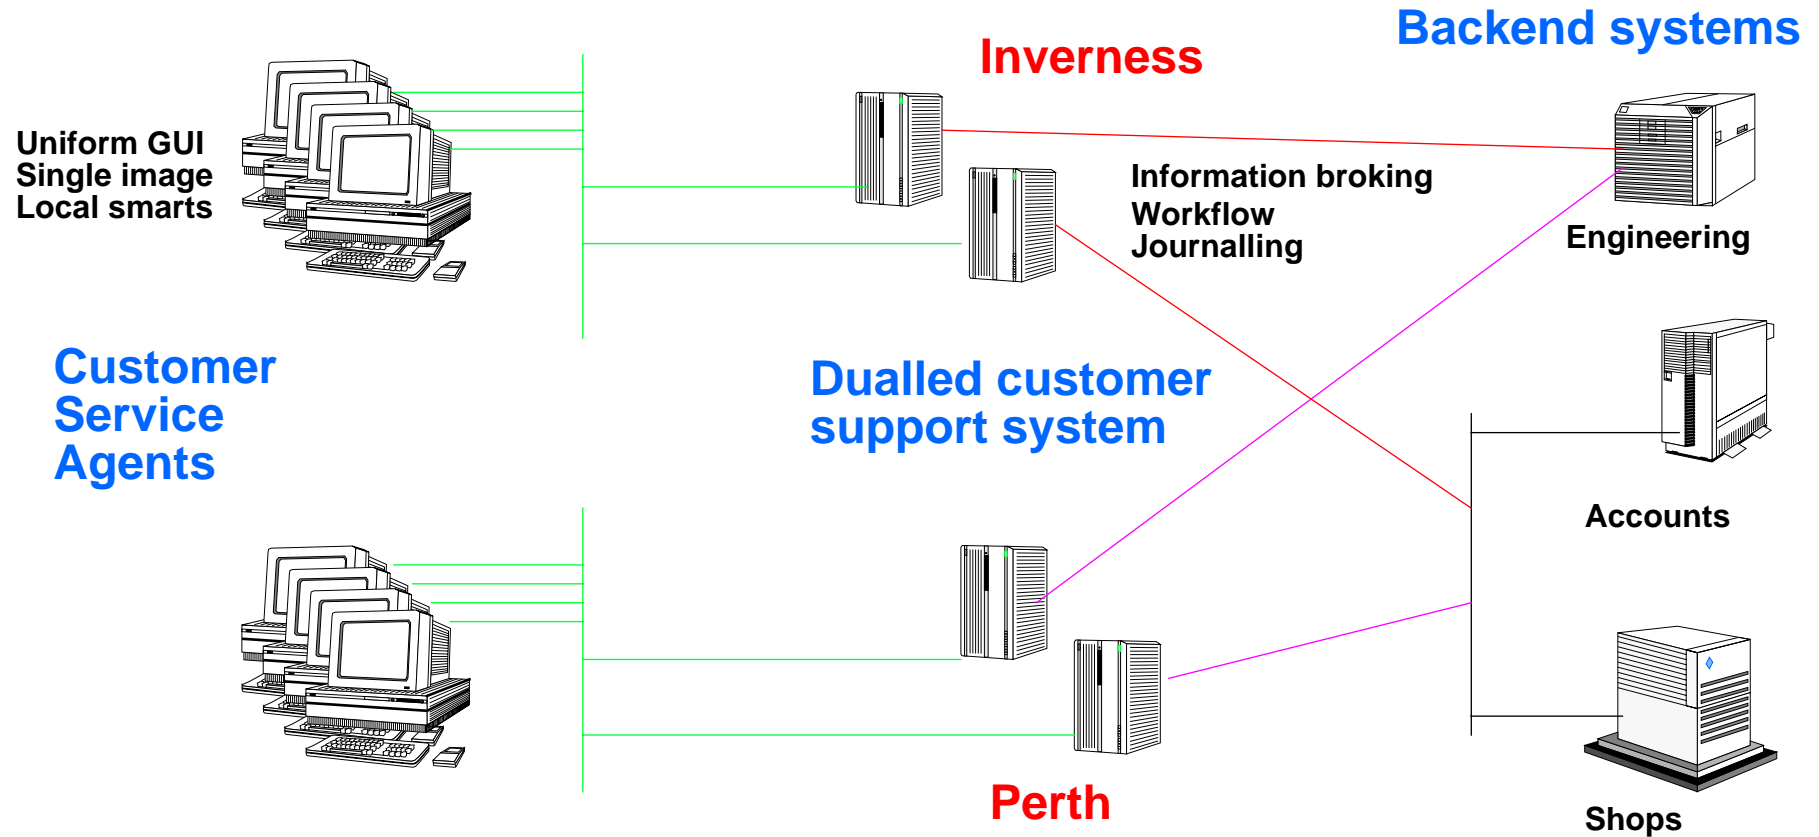 Backend systems
Inverness
Uniform GUI
Single image
Local smarts
Information broking
Workflow
Journalling
Engineering
Customer
Service
Agents
Dualled customer
support system
Accounts
Perth
Shops